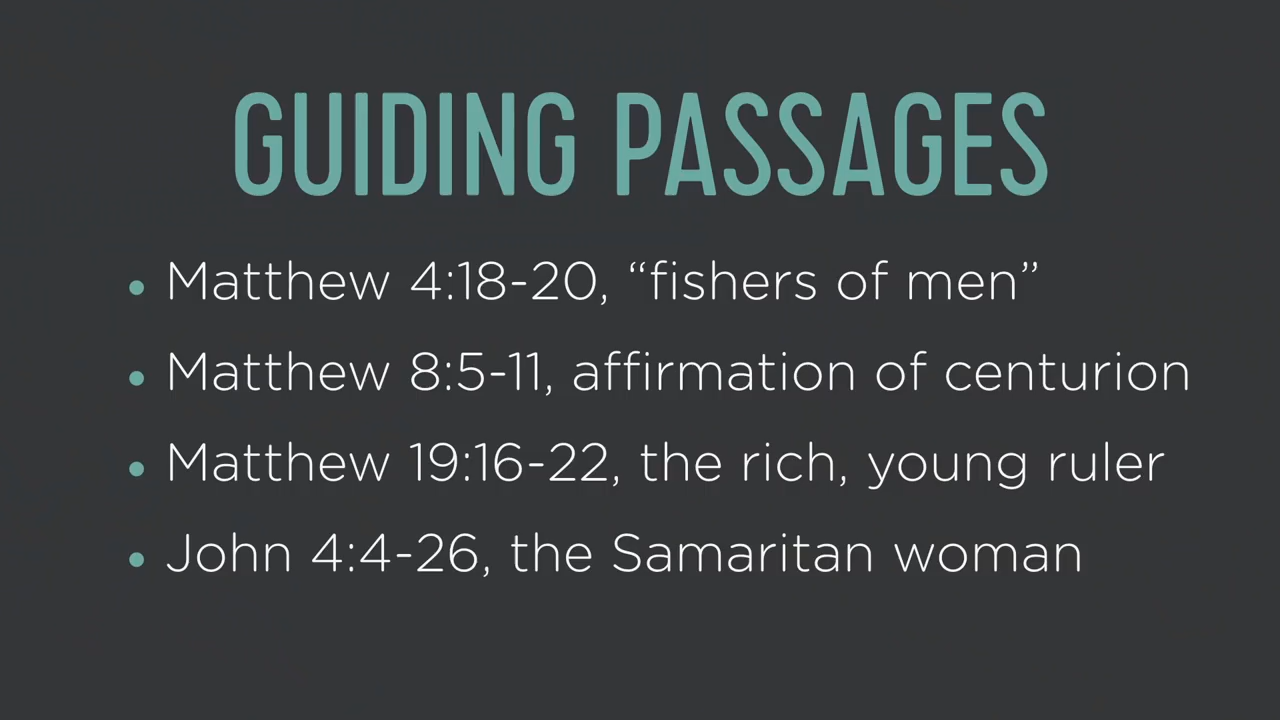 GUIDING PASSAGES
• Matthew 4:18-20, “fishers of men”
• Matthew 8:5-11, affirmation of centurion
• Matthew 19:16-22, the rich, young ruler
• John 4:4-26, the Samaritan woman